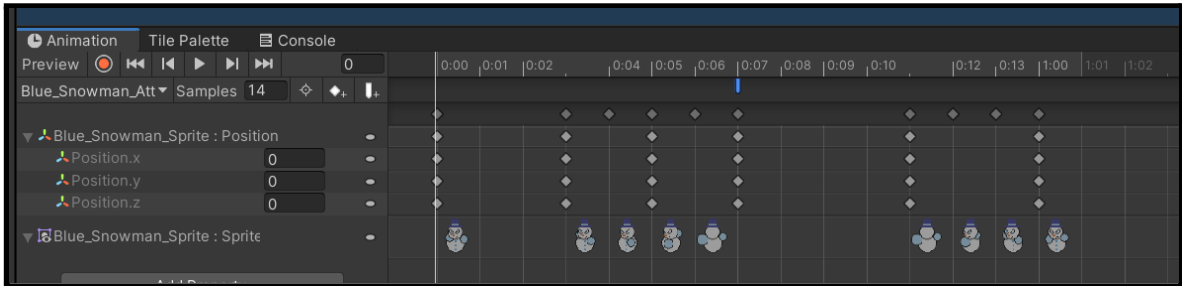 Animation Tile Palette Console
Preview 0 0:00 0:01 0:02 0:04 0:05 0:06 0:07 0:08 0:09 0:10 0:12 0:13 1:00 1:01 1:02
Blue_Snowman_Att Samples 14
Blue_Snowman_Sprite : Position
Position.x 0
Position.y 0
Position.z 0
Blue_Snowman_Sprite : Sprite